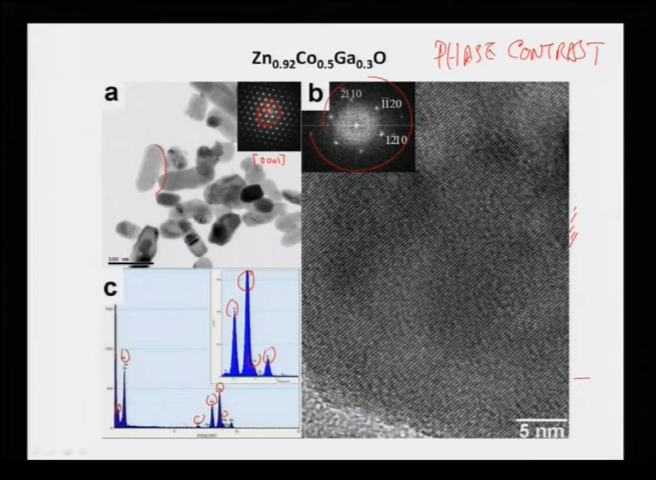 Zn0.92Co0.5Ga0.3O
PHASE CONTRAST
a
[0001]
100 nm
b
2110
1120
1210
5 nm
c